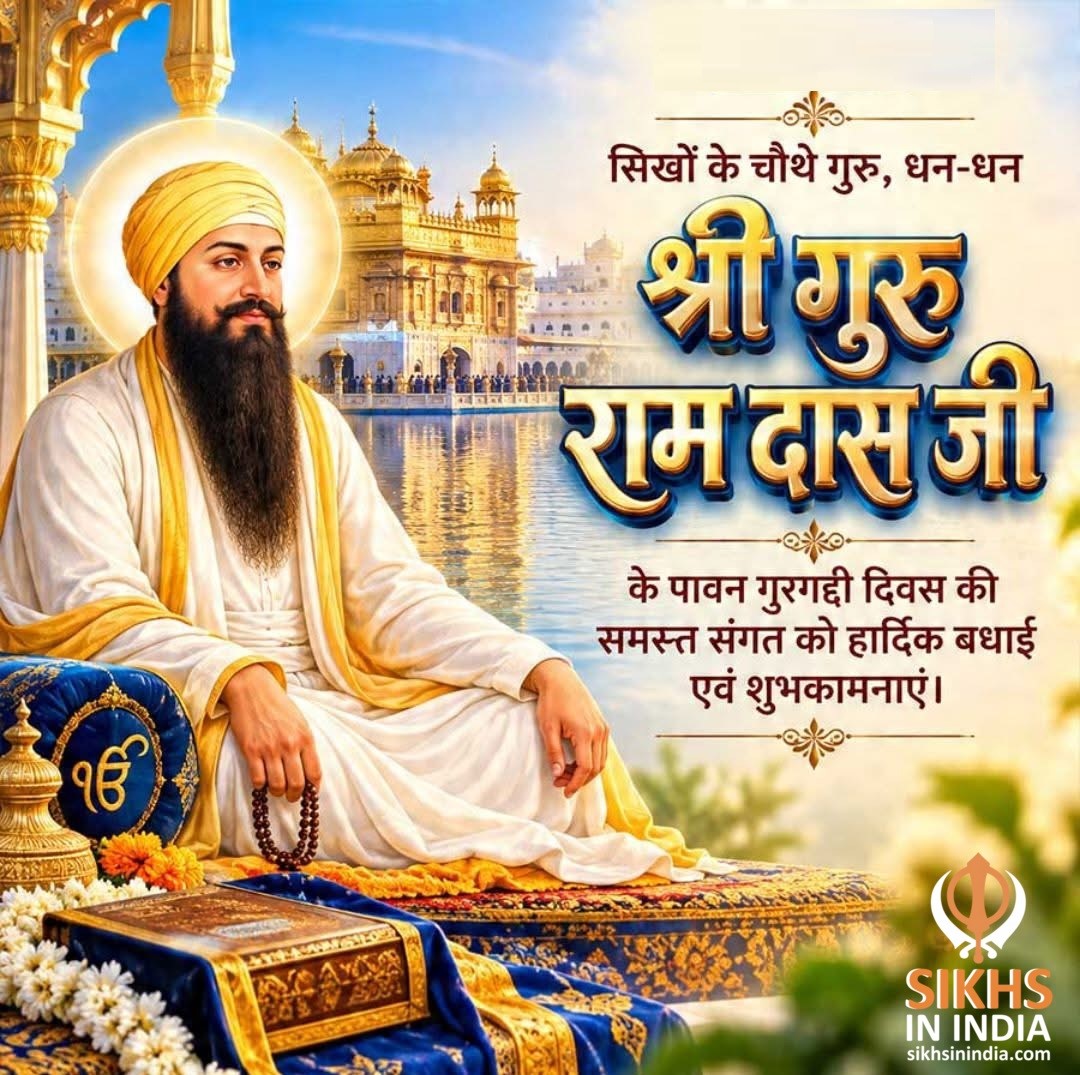 सिखों के चौथे गुरु, धन-धन
श्री गुरु
राम दास जी
के पावन गुरगद्दी दिवस की
समस्त संगत को हार्दिक बधाई
एवं शुभकामनाएं।
ੴ
SIKHS
IN INDIA
sikhsinindia.com